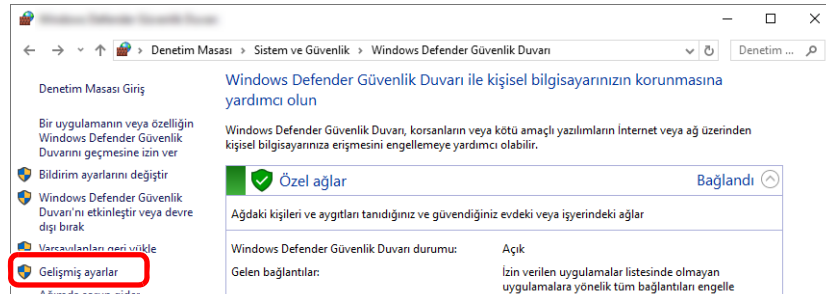 Denetim Masası › Sistem ve Güvenlik › Windows Defender Güvenlik Duvarı
Denetim ...
Denetim Masası Giriş
Bir uygulamanın veya özelliğin
Windows Defender Güvenlik
Duvarını geçmesine izin ver
Bildirim ayarlarını değiştir
Windows Defender Güvenlik
Duvarı'nı etkinleştir veya devre
dışı bırak
Varsayılanları geri yükle
Gelişmiş ayarlar
Ağımda sorun gider
Windows Defender Güvenlik Duvarı ile kişisel bilgisayarınızın korunmasına
yardımcı olun
Windows Defender Güvenlik Duvarı, korsanların veya kötü amaçlı yazılımların İnternet veya ağ üzerinden
kişisel bilgisayarınıza erişmesini engellemeye yardımcı olabilir.
Özel ağlar
Bağlandı
Ağdaki kişileri ve aygıtları tanıdığınız ve güvendiğiniz evdeki veya işyerindeki ağlar
Windows Defender Güvenlik Duvarı durumu:
Açık
Gelen bağlantılar:
İzin verilen uygulamalar listesinde olmayan
uygulamalara yönelik tüm bağlantıları engelle